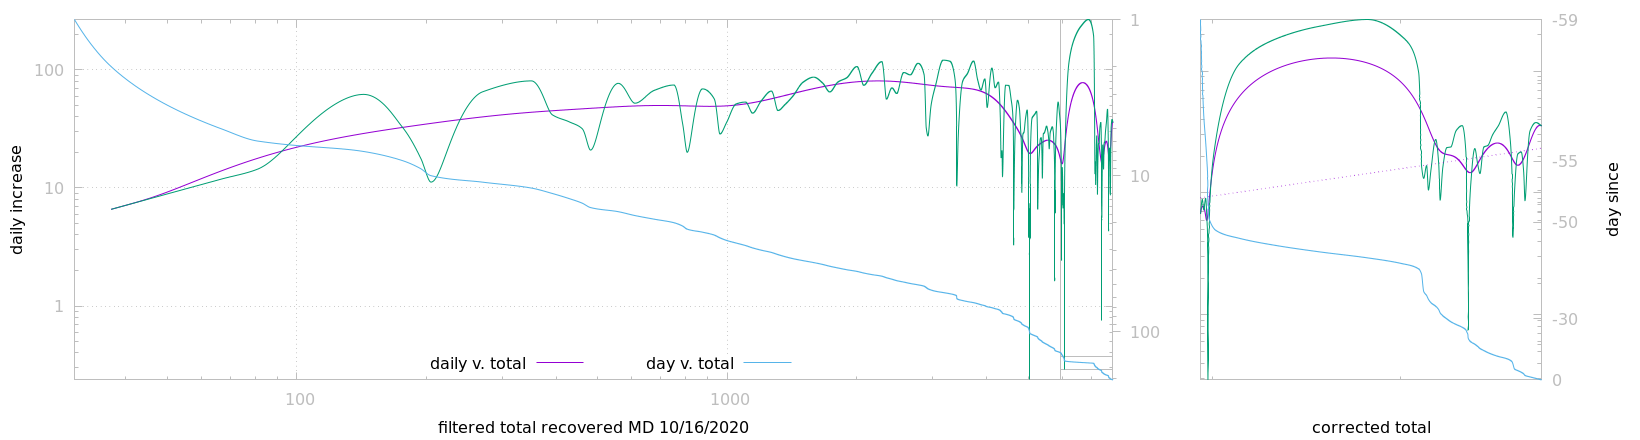 100
10
1
daily increase
daily v. total
day v. total
100
1000
filtered total recovered MD 10/16/2020
1
10
100
-59
-55
-50
-30
0
day since
corrected total